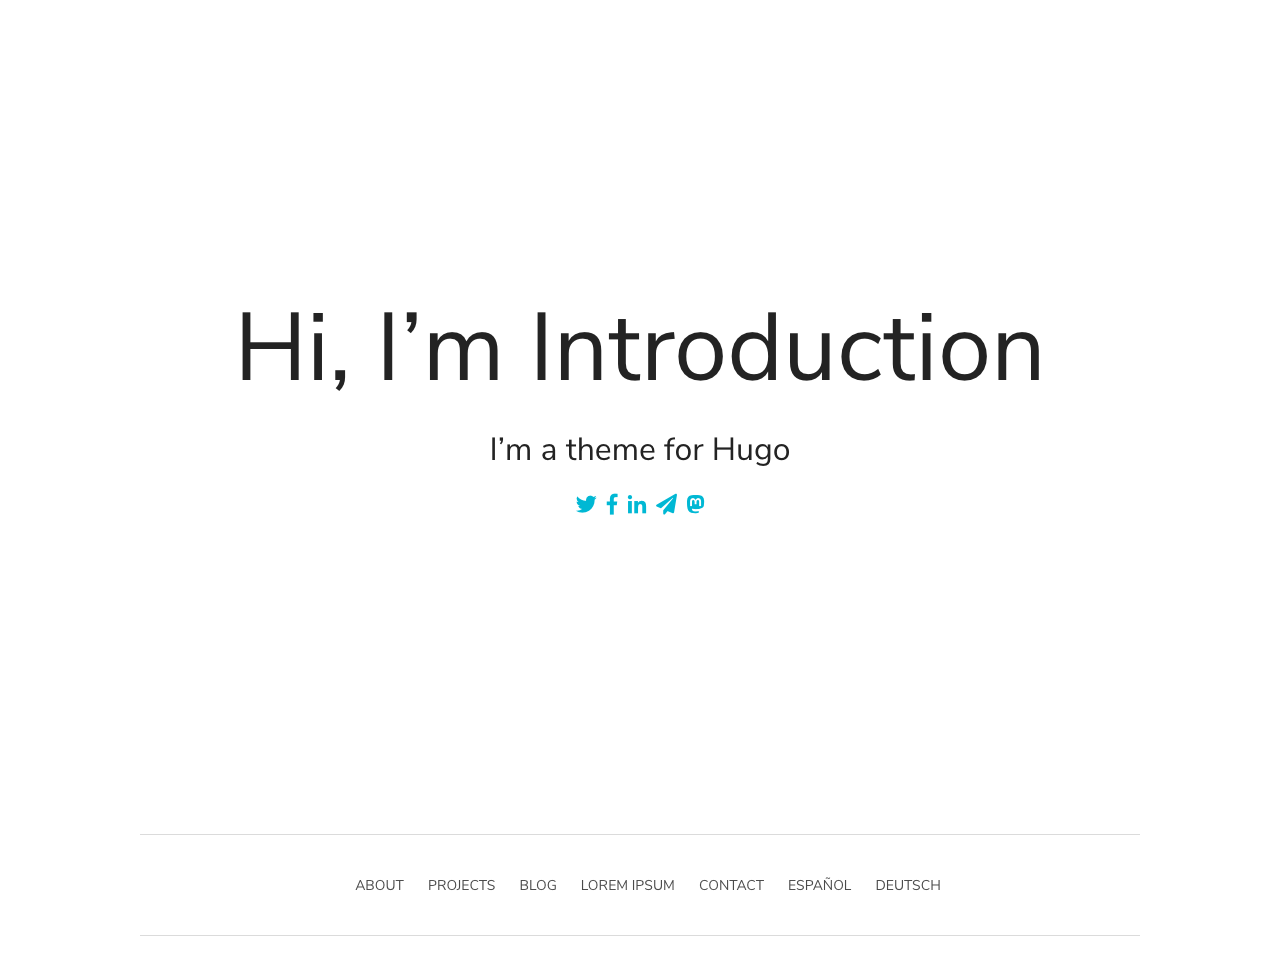 Hi, I’m Introduction
I’m a theme for Hugo
ABOUT PROJECTS BLOG LOREM IPSUM CONTACT ESPAÑOL DEUTSCH